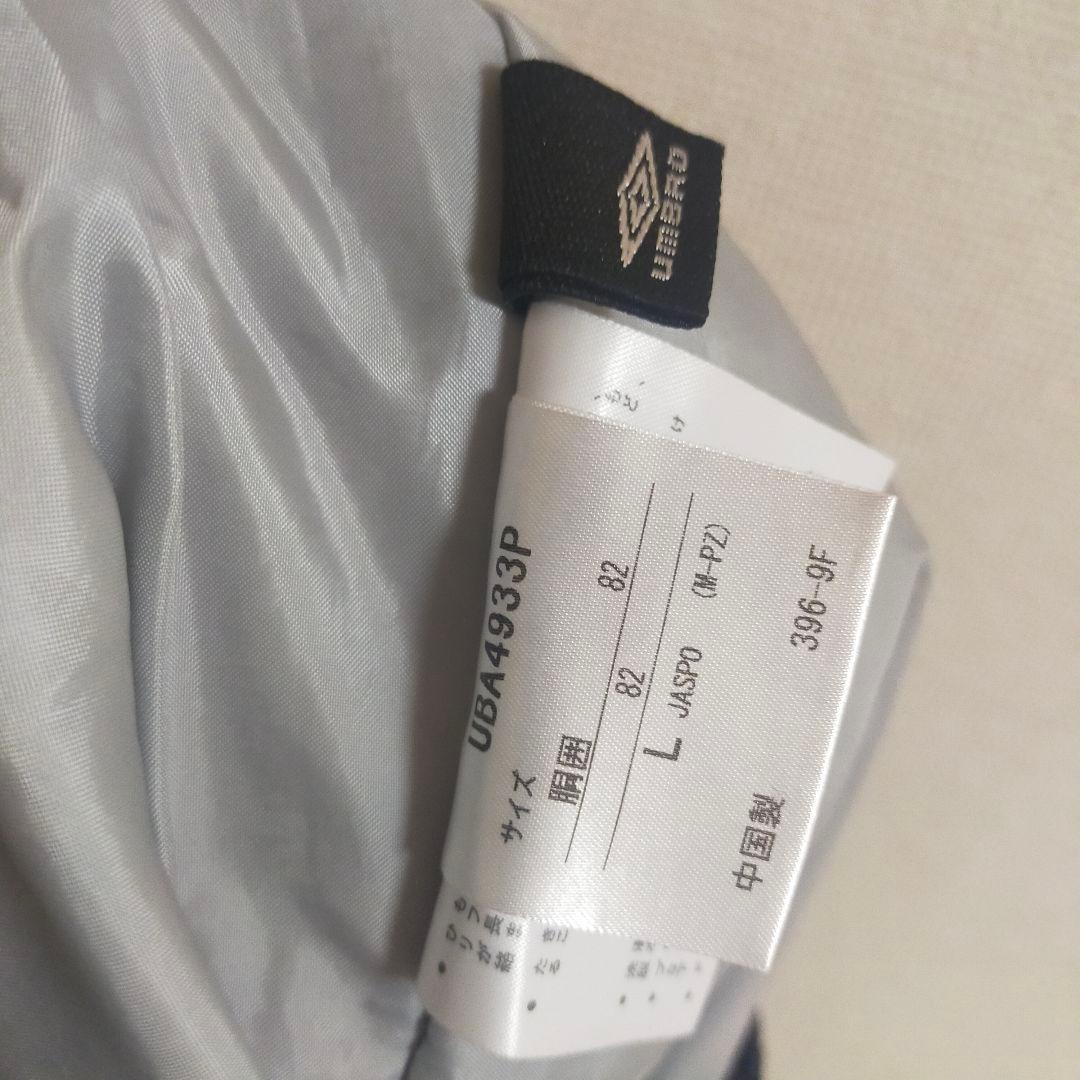 umbro
UBA4933P
サイズ
胴囲 82
82
L JASPO (M-PZ)
中国製 396-9F